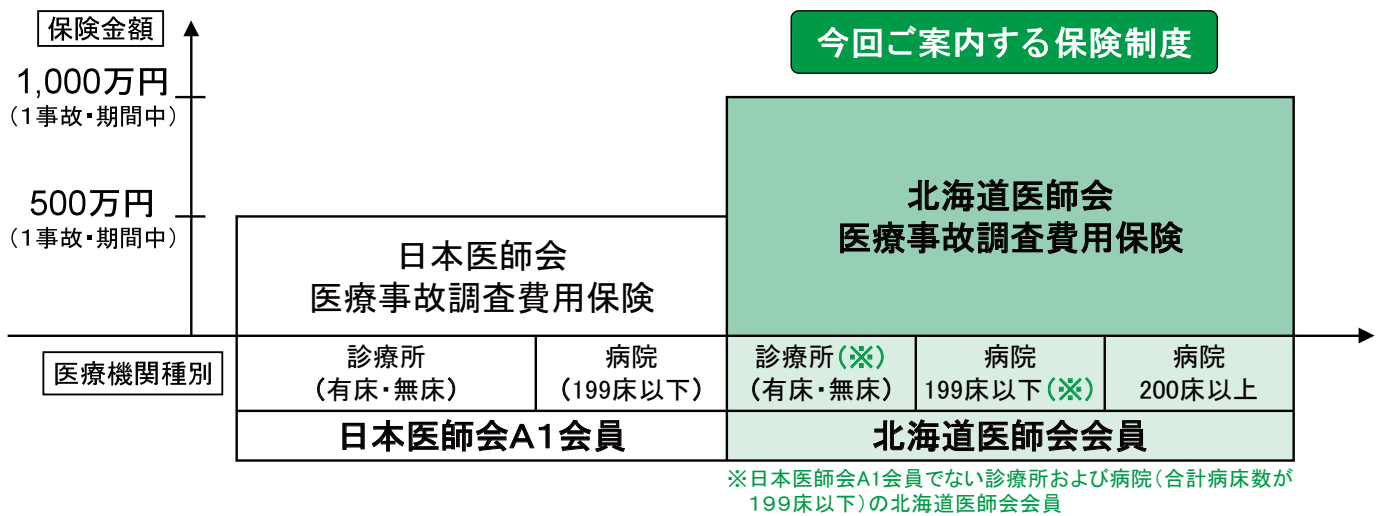 保険金額
今回ご案内する保険制度
1,000万円
(1事故・期間中)
500万円
(1事故・期間中)
日本医師会
医療事故調査費用保険
北海道医師会
医療事故調査費用保険
医療機関種別
診療所
(有床・無床)
病院
(199床以下)
診療所(※)
(有床・無床)
病院
199床以下(※)
病院
200床以上
日本医師会A1会員
北海道医師会会員
※日本医師会A1会員でない診療所および病院(合計病床数が
199床以下)の北海道医師会会員